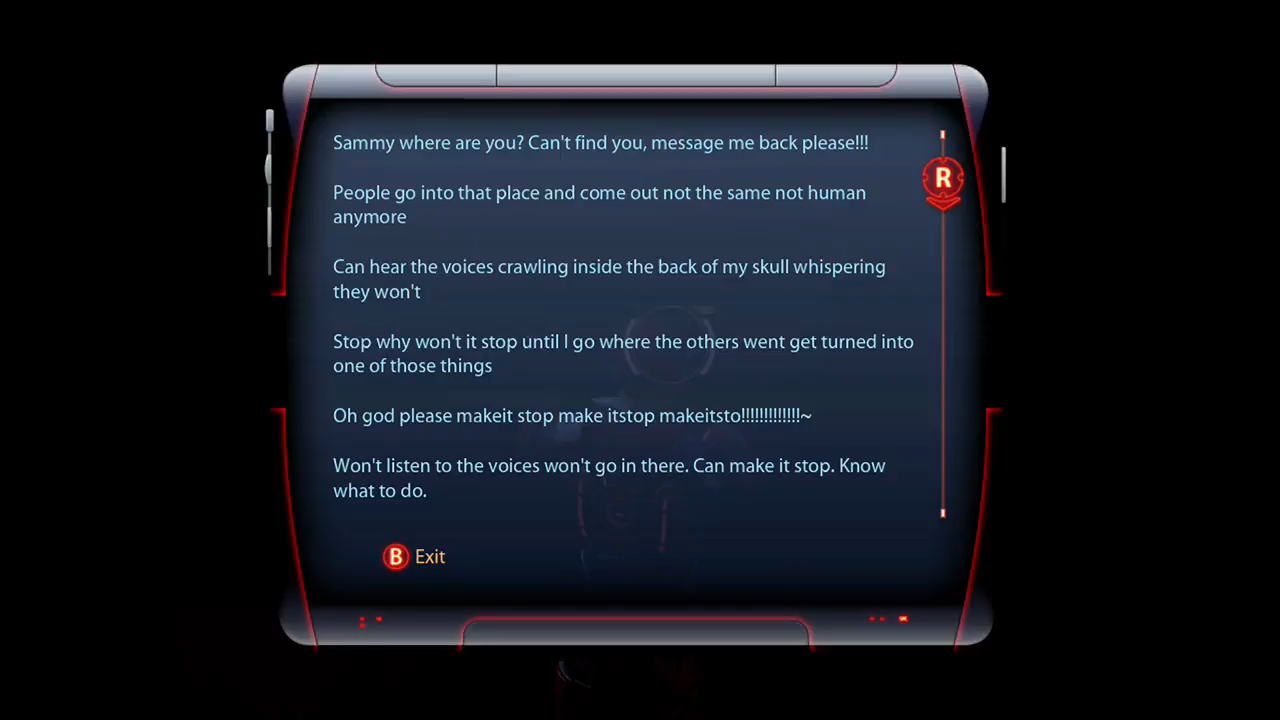 Sammy where are you? Can't find you, message me back please!!!
R
People go into that place and come out not the same not human
anymore
Can hear the voices crawling inside the back of my skull whispering
they won't
Stop why won't it stop until I go where the others went get turned into
one of those things
Oh god please makeit stop make itstop makeitsto!!!!!!!!!!!!!~
Won't listen to the voices won't go in there. Can make it stop. Know
what to do.
B Exit